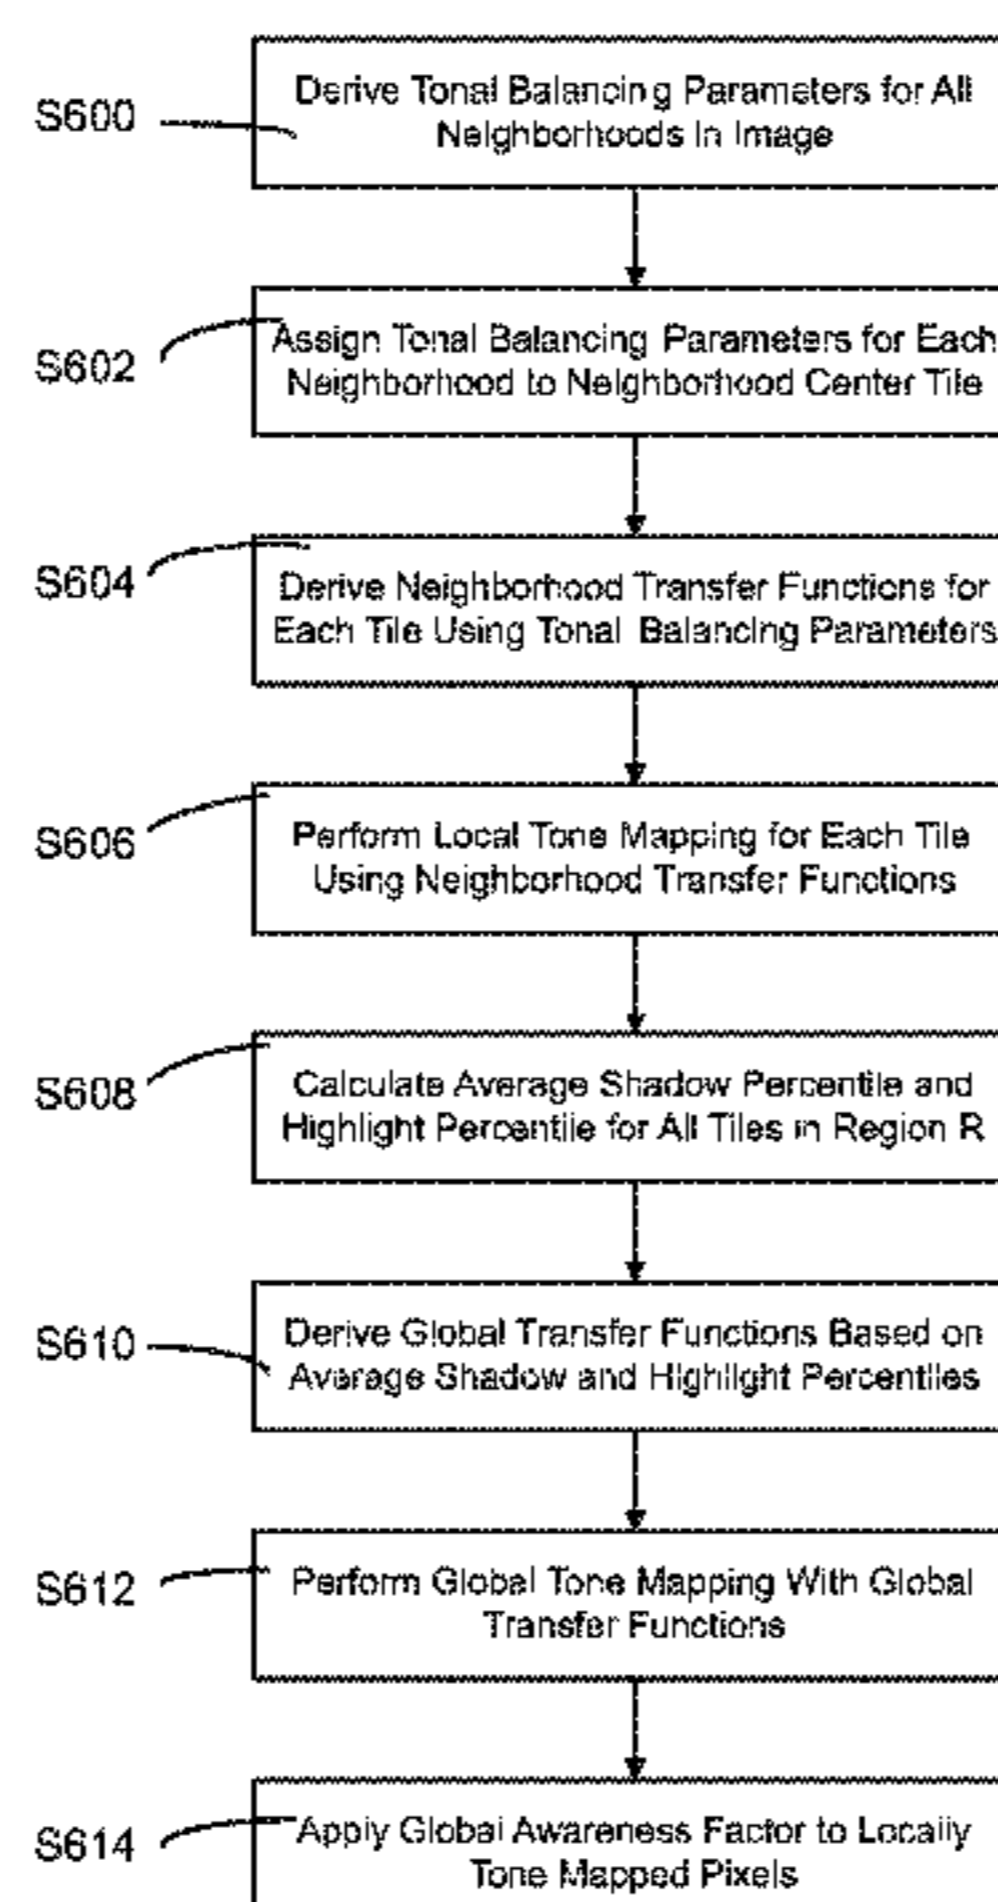 S600
Derive Tonal Balancing Parameters for All
Neighborhoods In Image
S602
Assign Tonal Balancing Parameters for Each
Neighborhood to Neighborhood Center Tile
S604
Derive Neighborhood Transfer Functions for
Each Tile Using Tonal Balancing Parameters
S606
Perform Local Tone Mapping for Each Tile
Using Neighborhood Transfer Functions
S608
Calculate Average Shadow Percentile and
Highlight Percentile for All Tiles in Region R
S610
Derive Global Transfer Functions Based on
Average Shadow and Highlight Percentiles
S612
Perform Global Tone Mapping With Global
Transfer Functions
S614
Apply Global Awareness Factor to Locally
Tone Mapped Pixels